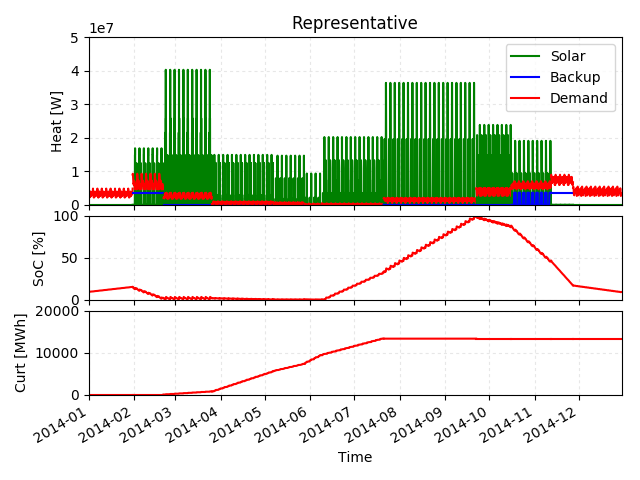 Representative
1e7
5
4
3
2
1
0
Heat [W]
Solar
Backup
Demand
100
50
0
SoC [%]
20000
10000
0
Curt [MWh]
2014-01
2014-02
2014-03
2014-04
2014-05
2014-06
2014-07
2014-08
2014-09
2014-10
2014-11
2014-12
Time